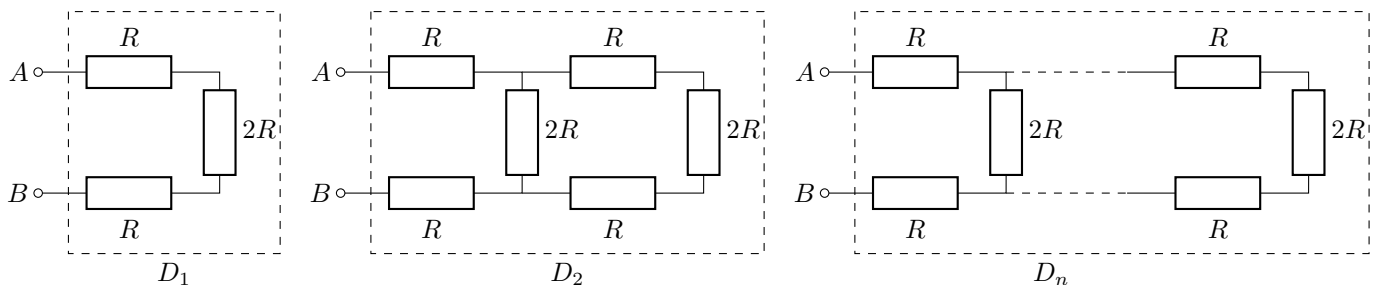 R R R R R
A 2R A 2R 2R A 2R 2R
B B B
R R R R R
D₁ D₂ Dₙ